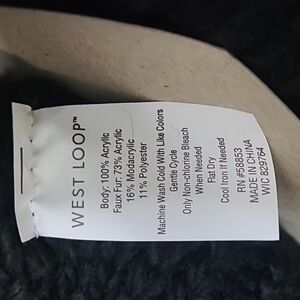 WEST LOOP™
Body: 100% Acrylic
Faux Fur: 73% Acrylic
16% Modacrylic
11% Polyester
Machine Wash Cold With Like Colors
Gentle Cycle
Only Non-chlorine Bleach
When Needed
Flat Dry
Cool Iron If Needed
RN #58853
MADE IN CHINA
WIC 829764